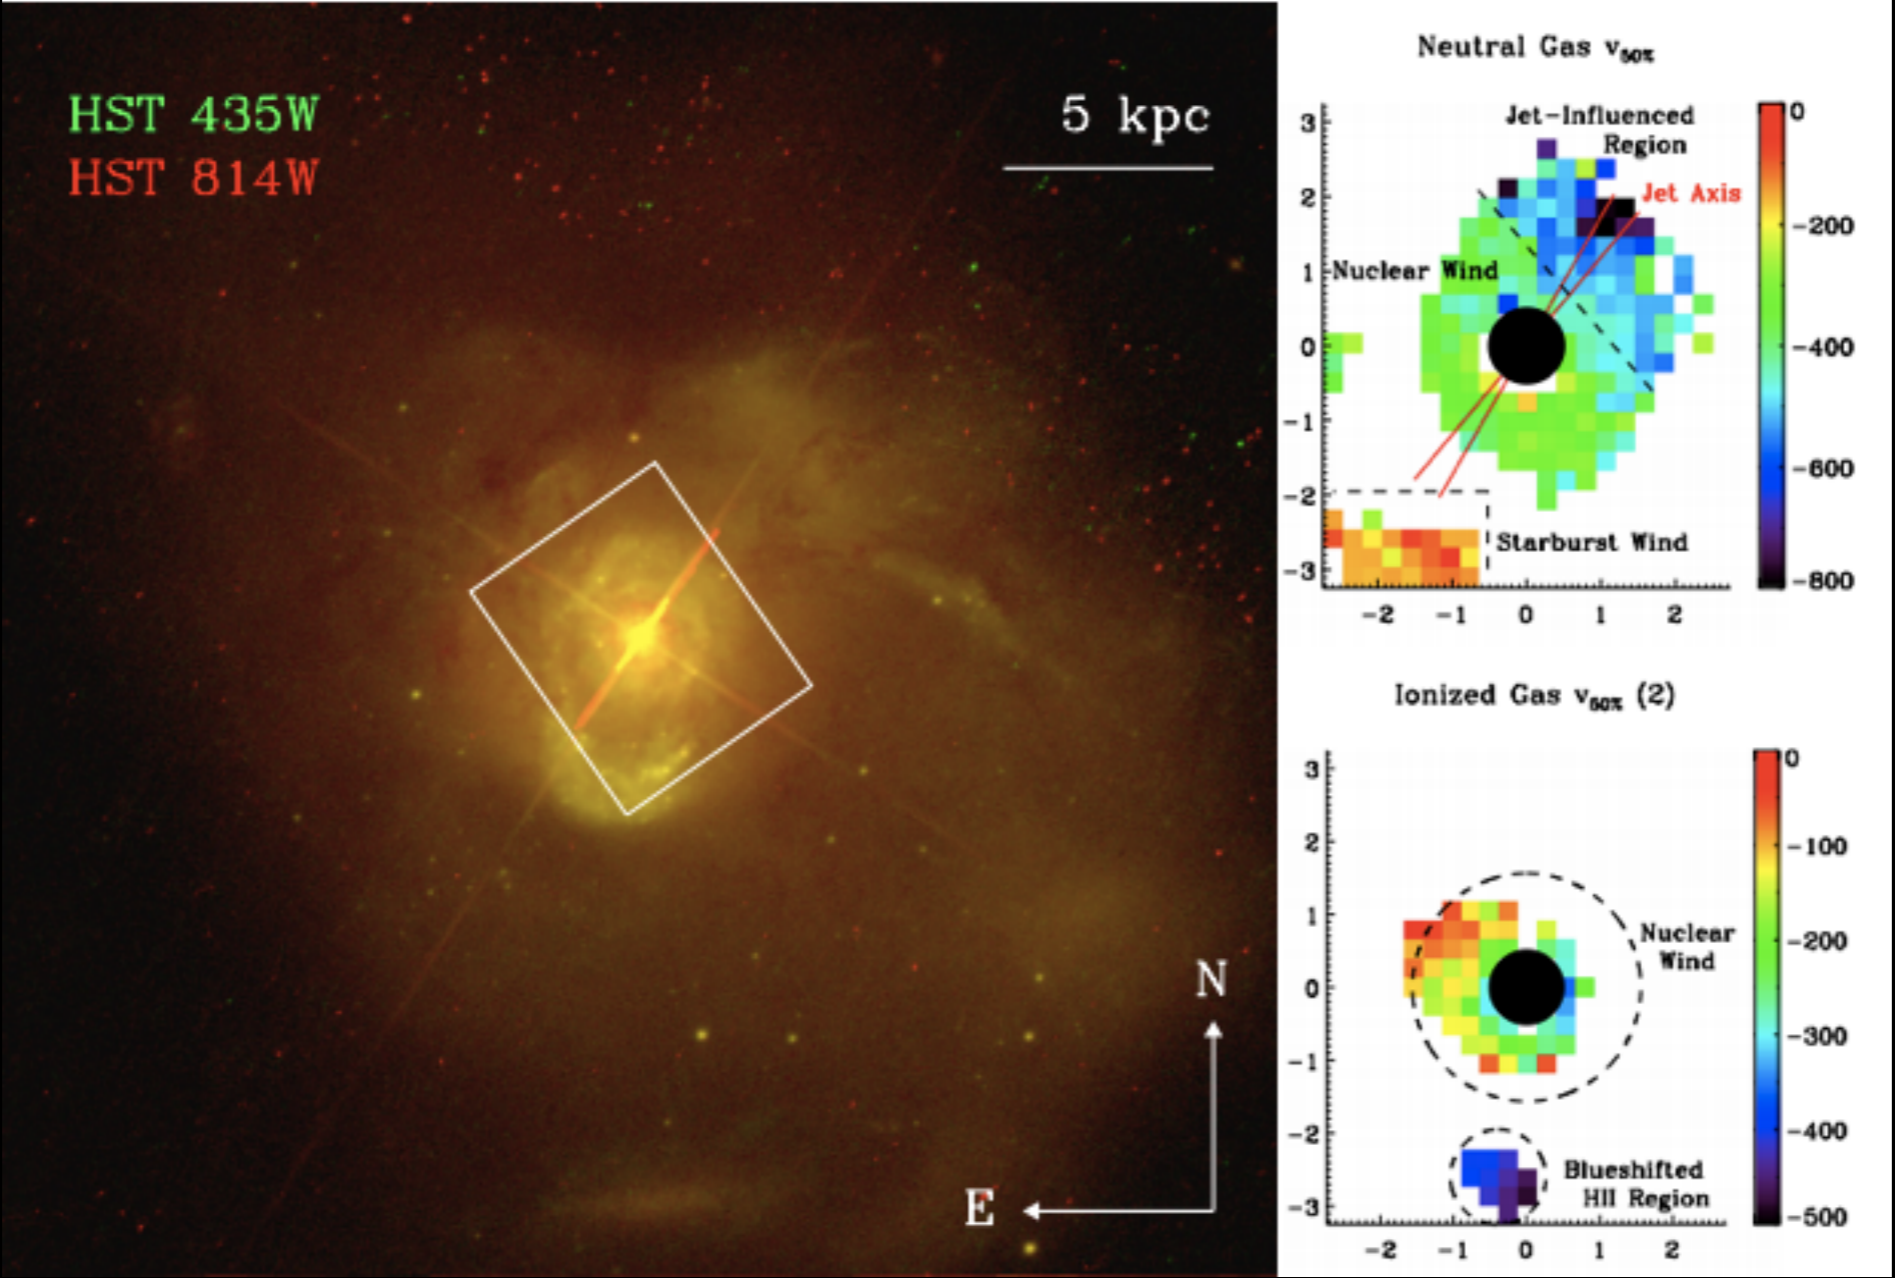 HST 435W
HST 814W
5 kpc
N
E
Neutral Gas v50%
Jet-Influenced
Region
Jet Axis
Nuclear Wind
Starburst Wind
3
2
1
0
-1
-2
-3
-2 -1 0 1 2
0
-200
-400
-600
-800
Ionized Gas v50% (2)
Nuclear
Wind
Blueshifted
HII Region
3
2
1
0
-1
-2
-3
-2 -1 0 1 2
0
-100
-200
-300
-400
-500